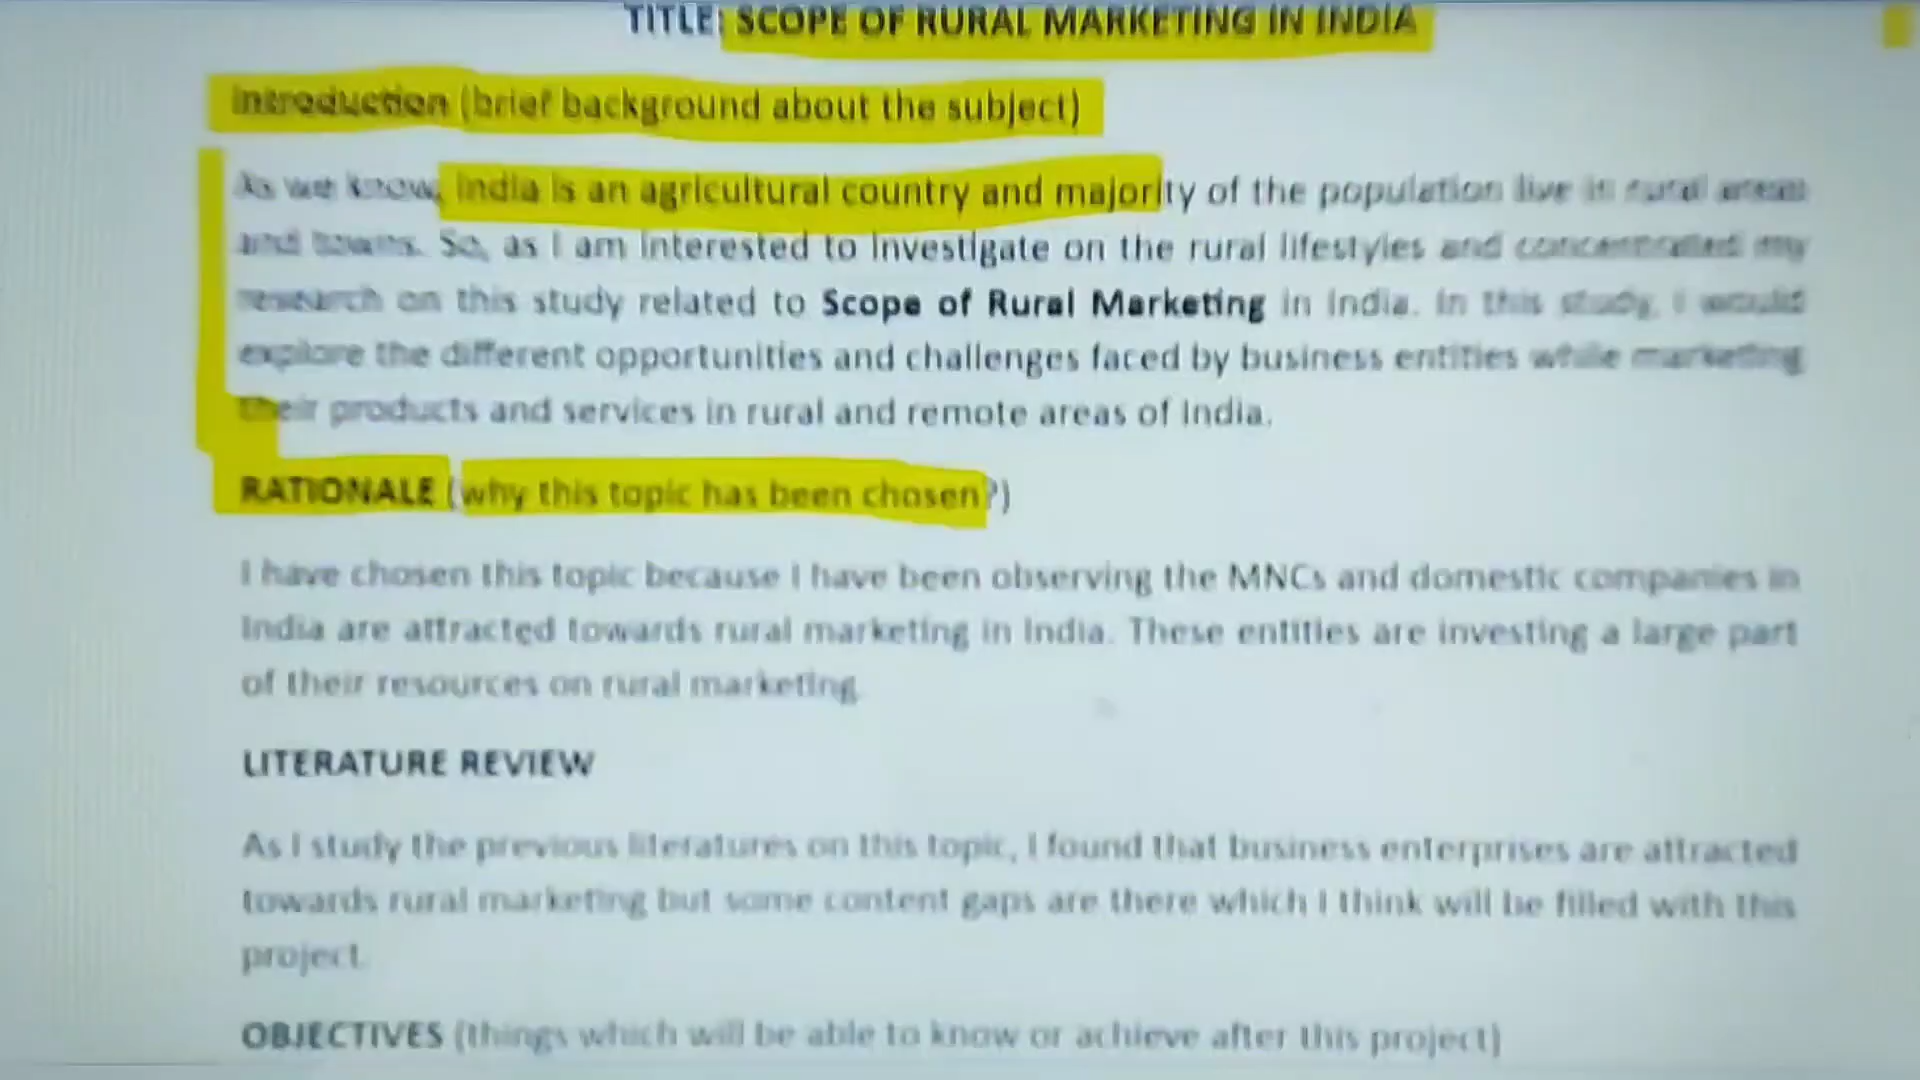 TITLE: SCOPE OF RURAL MARKETING IN INDIA
Introduction (brief background about the subject)
As we know, India is an agricultural country and majority of the population live in rural areas
and towns. So, as I am interested to investigate on the rural lifestyles and concentrated my
research on this study related to Scope of Rural Marketing in India. In this study, I would
explore the different opportunities and challenges faced by business entities while marketing
their products and services in rural and remote areas of India.
RATIONALE (why this topic has been chosen?)
I have chosen this topic because I have been observing the MNCs and domestic companies in
India are attracted towards rural marketing in India. These entities are investing a large part
of their resources on rural marketing
LITERATURE REVIEW
As I study the previous literatures on this topic, I found that business enterprises are attracted
towards rural marketing but some content gaps are there which I think will be filled with this
project.
OBJECTIVES (things which will be able to know or achieve after this project)